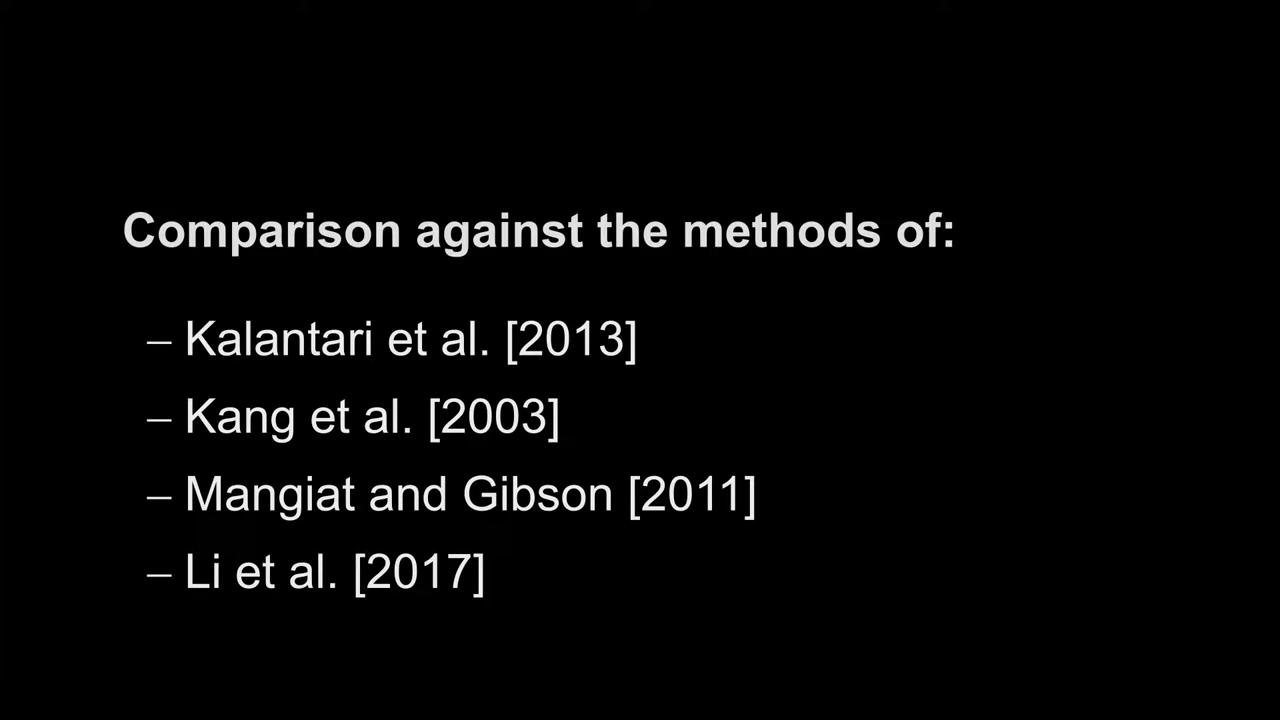 Comparison against the methods of:
– Kalantari et al. [2013]
– Kang et al. [2003]
– Mangiat and Gibson [2011]
– Li et al. [2017]